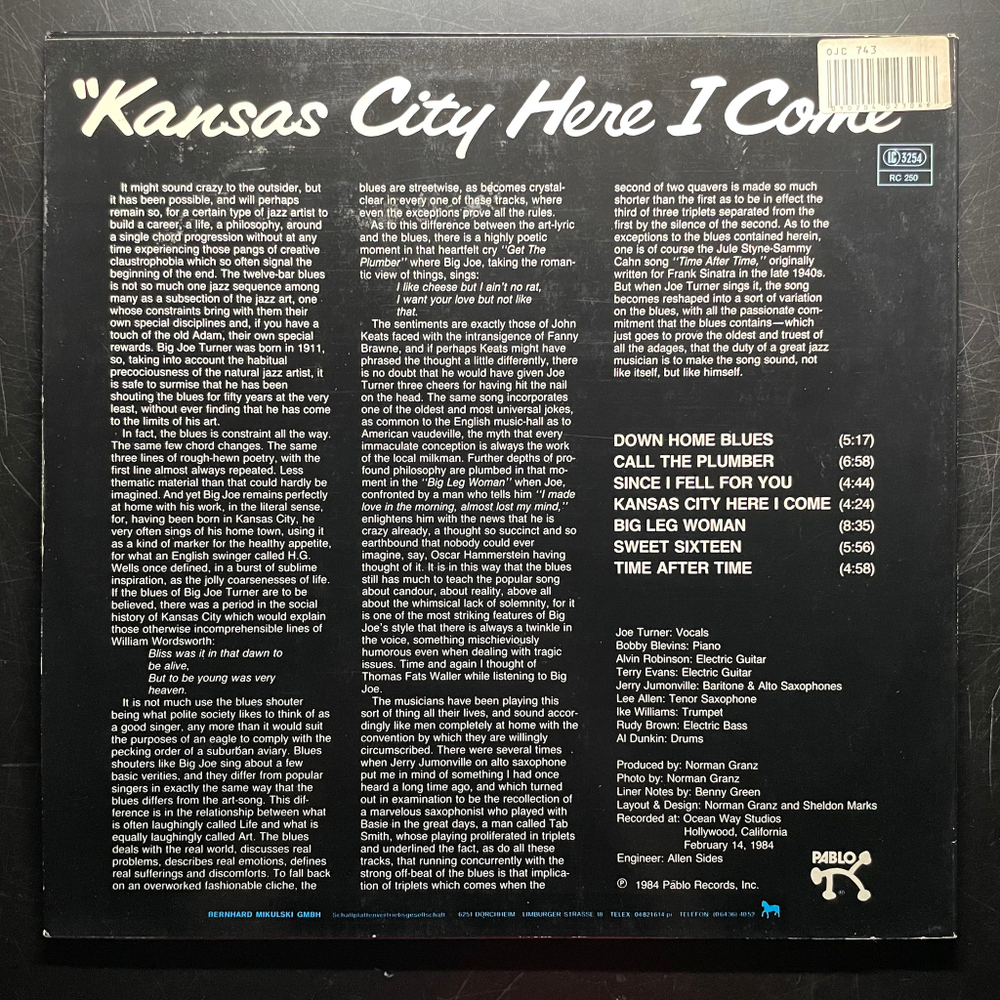 OJC 743
"Kansas City Here I Come
LC 3254
RC 250
It might sound crazy to the outsider, but
it has been possible, and will perhaps
remain so, for a certain type of jazz artist to
build a career, a life, a philosophy, around
a single chord progression without at any
time experiencing those pangs of creative
claustrophobia which so often signal the
beginning of the end. The twelve-bar blues
is not so much one jazz sequence among
many as a subsection of the jazz art, one
whose constraints bring with them their
own special disciplines and, if you have a
touch of the old Adam, their own special
rewards. Big Joe Turner was born in 1911,
so, taking into account the habitual
precociousness of the natural jazz artist, it
is safe to surmise that he has been
shouting the blues for fifty years at the very
least, without ever finding that he has come
to the limits of his art.
In fact, the blues is constraint all the way.
The same few chord changes. The same
three lines of rough-hewn poetry, with the
first line almost always repeated. Less
thematic material than that could hardly be
imagined. And yet Big Joe remains perfectly
at home with his work, in the literal sense,
for, having been born in Kansas City, he
very often sings of his home town, using it
as a kind of marker for the healthy appetite,
for what an English swinger called H.G.
Wells once defined, in a burst of sublime
inspiration, as the jolly coarsenesses of life.
If the blues of Big Joe Turner are to be
believed, there was a period in the social
history of Kansas City which would explain
those otherwise incomprehensible lines of
William Wordsworth:
Bliss was it in that dawn to
be alive,
But to be young was very
heaven.
It is not much use the blues shouter
being what polite society likes to think of as
a good singer, any more than it would suit
the purposes of an eagle to comply with the
pecking order of a suburban aviary. Blues
shouters like Big Joe sing about a few
basic verities, and they differ from popular
singers in exactly the same way that the
blues differs from the art-song. This dif-
ference is in the relationship between what
is often laughingly called Life and what is
equally laughingly called Art. The blues
deals with the real world, discusses real
problems, describes real emotions, defines
real sufferings and discomforts. To fall back
on an overworked fashionable cliche, the
blues are streetwise, as becomes crystal-
clear in every one of these tracks, where
even the exceptions prove all the rules.
As to this difference between the art-lyric
and the blues, there is a highly poetic
moment in that heartfelt cry "Get The
Plumber" where Big Joe, taking the roman-
tic view of things, sings:
I like cheese but I ain't no rat,
I want your love but not like
that.
The sentiments are exactly those of John
Keats faced with the intransigence of Fanny
Brawne, and if perhaps Keats might have
phrased the thought a little differently, there
is no doubt that he would have given Joe
Turner three cheers for having hit the nail
on the head. The same song incorporates
one of the oldest and most universal jokes,
as common to the English music-hall as to
American vaudeville, the myth that every
immaculate conception is always the work
of the local milkman. Further depths of pro-
found philosophy are plumbed in that mo-
ment in the "Big Leg Woman" when Joe,
confronted by a man who tells him "I made
love in the morning, almost lost my mind,"
enlightens him with the news that he is
crazy already, a thought so succinct and so
earthbound that nobody could ever
imagine, say, Oscar Hammerstein having
thought of it. It is in this way that the blues
still has much to teach the popular song
about candour, about reality, above all
about the whimsical lack of solemnity, for it
is one of the most striking features of Big
Joe's style that there is always a twinkle in
the voice, something mischieviously
humorous even when dealing with tragic
issues. Time and again I thought of
Thomas Fats Waller while listening to Big
Joe.
The musicians have been playing this
sort of thing all their lives, and sound accor-
dingly like men completely at home with the
convention by which they are willingly
circumscribed. There were several times
when Jerry Jumonville on alto saxophone
put me in mind of something I had once
heard a long time ago, and which turned
out in examination to be the recollection of
a marvelous saxophonist who played with
Basie in the great days, a man called Tab
Smith, whose playing proliferated in triplets
and underlined the fact, as do all these
tracks, that running concurrently with the
strong off-beat of the blues is that implica-
tion of triplets which comes when the
second of two quavers is made so much
shorter than the first as to be in effect the
third of three triplets separated from the
first by the silence of the second. As to the
exceptions to the blues contained herein,
one is of course the Jule Styne-Sammy
Cahn song "Time After Time," originally
written for Frank Sinatra in the late 1940s.
But when Joe Turner sings it, the song
becomes reshaped into a sort of variation
on the blues, with all the passionate com-
mitment that the blues contains—which
just goes to prove the oldest and truest of
all the adages, that the duty of a great jazz
musician is to make the song sound, not
like itself, but like himself.
DOWN HOME BLUES (5:17)
CALL THE PLUMBER (6:58)
SINCE I FELL FOR YOU (4:44)
KANSAS CITY HERE I COME (4:24)
BIG LEG WOMAN (8:35)
SWEET SIXTEEN (5:56)
TIME AFTER TIME (4:58)
Joe Turner: Vocals
Bobby Blevins: Piano
Alvin Robinson: Electric Guitar
Terry Evans: Electric Guitar
Jerry Jumonville: Baritone & Alto Saxophones
Lee Allen: Tenor Saxophone
Ike Williams: Trumpet
Rudy Brown: Electric Bass
Al Dunkin: Drums
Produced by: Norman Granz
Photo by: Norman Granz
Liner Notes by: Benny Green
Layout & Design: Norman Granz and Sheldon Marks
Recorded at: Ocean Way Studios
Hollywood, California
February 14, 1984
Engineer: Allen Sides
℗ 1984 Pablo Records, Inc.
PABLO
BERNHARD MIKULSKI GMBH Schallplattenvertriebsgesellschaft · 6251 DORCHHEIM LIMBURGER STRASSE 18 TELEX 04821614 pi TELEFON